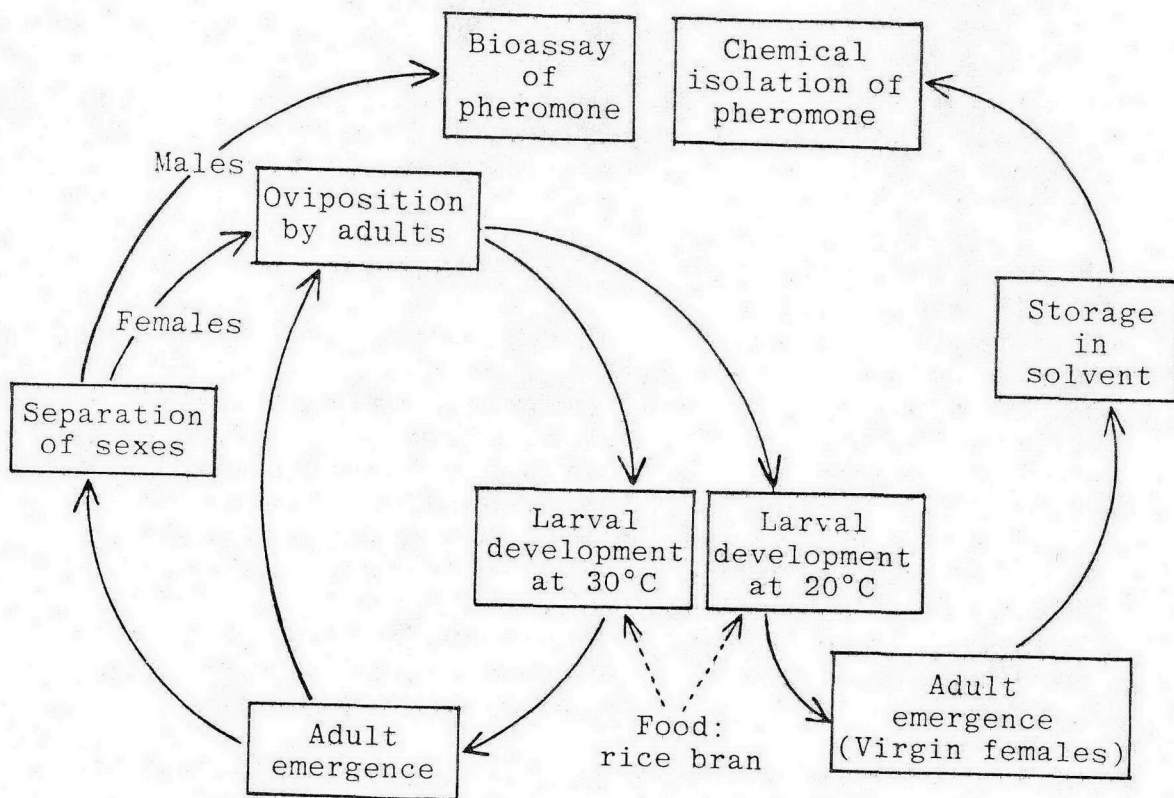 Bioassay
of
pheromone
Chemical
isolation of
pheromone
Males
Oviposition
by adults
Females
Storage
in
solvent
Separation
of sexes
Larval
development
at 30°C
Larval
development
at 20°C
Adult
emergence
Food:
rice bran
Adult
emergence
(Virgin females)